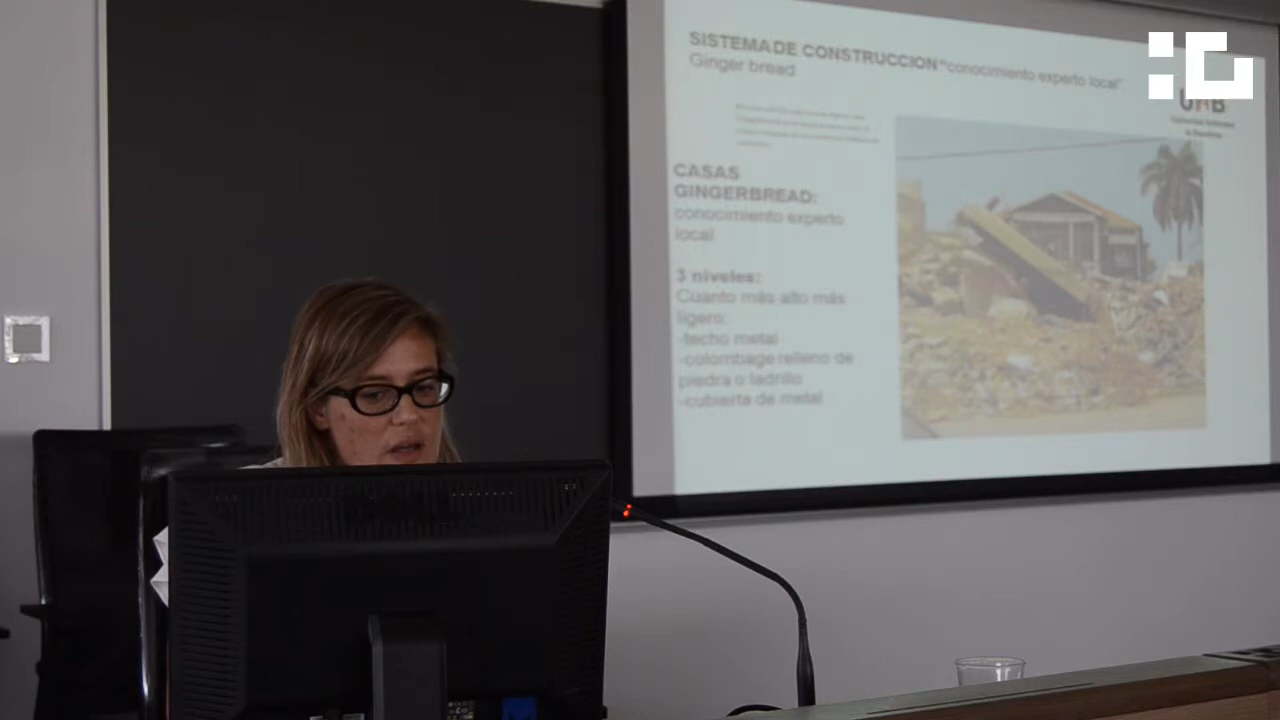 SISTEMA DE CONSTRUCCION "conocimiento experto local"
Ginger bread
UAB
CASAS
GINGERBREAD:
conocimiento experto
local
3 niveles:
Cuanto más alto más
ligero:
-techo metal
-colombage relleno de
piedra o ladrillo
-cubierta de metal